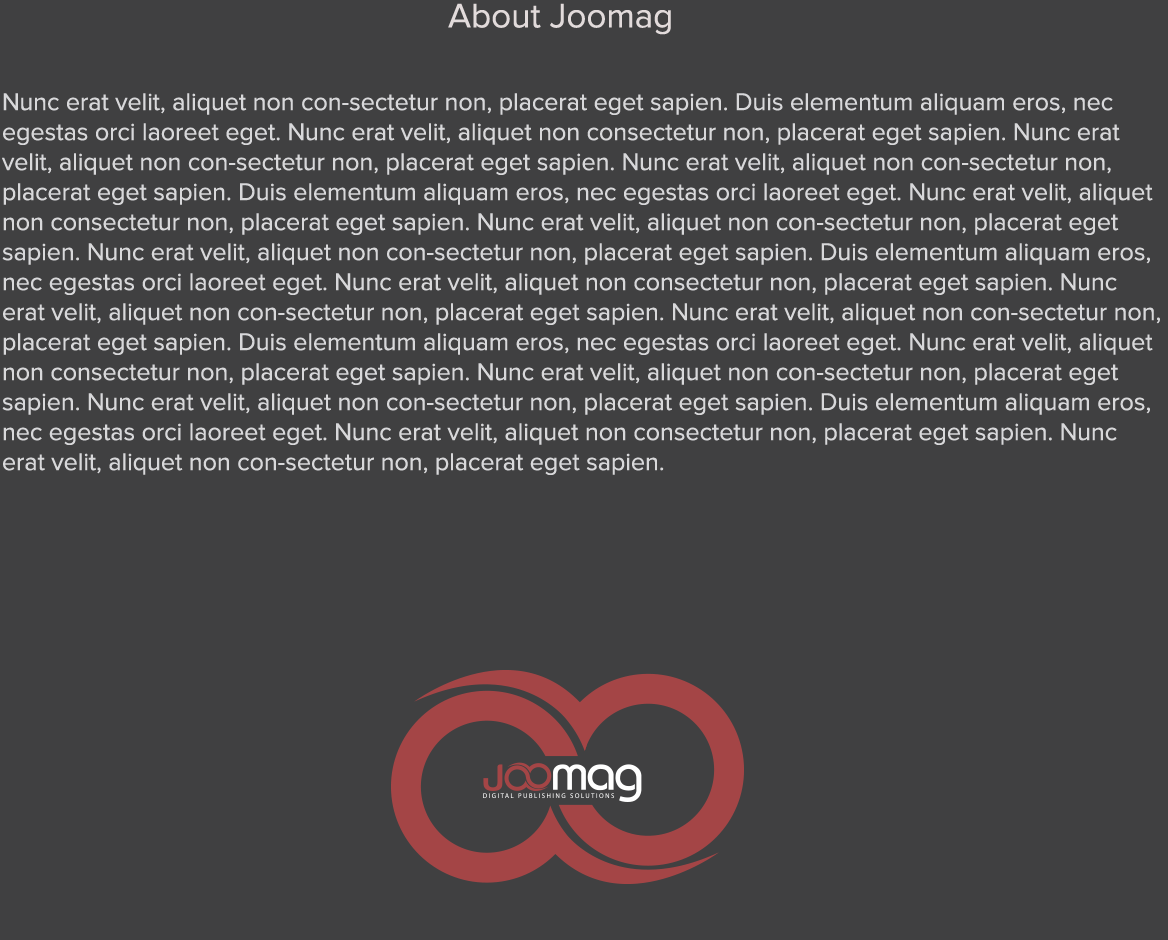 About Joomag
Nunc erat velit, aliquet non con-sectetur non, placerat eget sapien. Duis elementum aliquam eros, nec
egestas orci laoreet eget. Nunc erat velit, aliquet non consectetur non, placerat eget sapien. Nunc erat
velit, aliquet non con-sectetur non, placerat eget sapien. Nunc erat velit, aliquet non con-sectetur non,
placerat eget sapien. Duis elementum aliquam eros, nec egestas orci laoreet eget. Nunc erat velit, aliquet
non consectetur non, placerat eget sapien. Nunc erat velit, aliquet non con-sectetur non, placerat eget
sapien. Nunc erat velit, aliquet non con-sectetur non, placerat eget sapien. Duis elementum aliquam eros,
nec egestas orci laoreet eget. Nunc erat velit, aliquet non consectetur non, placerat eget sapien. Nunc
erat velit, aliquet non con-sectetur non, placerat eget sapien. Nunc erat velit, aliquet non con-sectetur non,
placerat eget sapien. Duis elementum aliquam eros, nec egestas orci laoreet eget. Nunc erat velit, aliquet
non consectetur non, placerat eget sapien. Nunc erat velit, aliquet non con-sectetur non, placerat eget
sapien. Nunc erat velit, aliquet non con-sectetur non, placerat eget sapien. Duis elementum aliquam eros,
nec egestas orci laoreet eget. Nunc erat velit, aliquet non consectetur non, placerat eget sapien. Nunc
erat velit, aliquet non con-sectetur non, placerat eget sapien.
Joomag
DIGITAL PUBLISHING SOLUTIONS